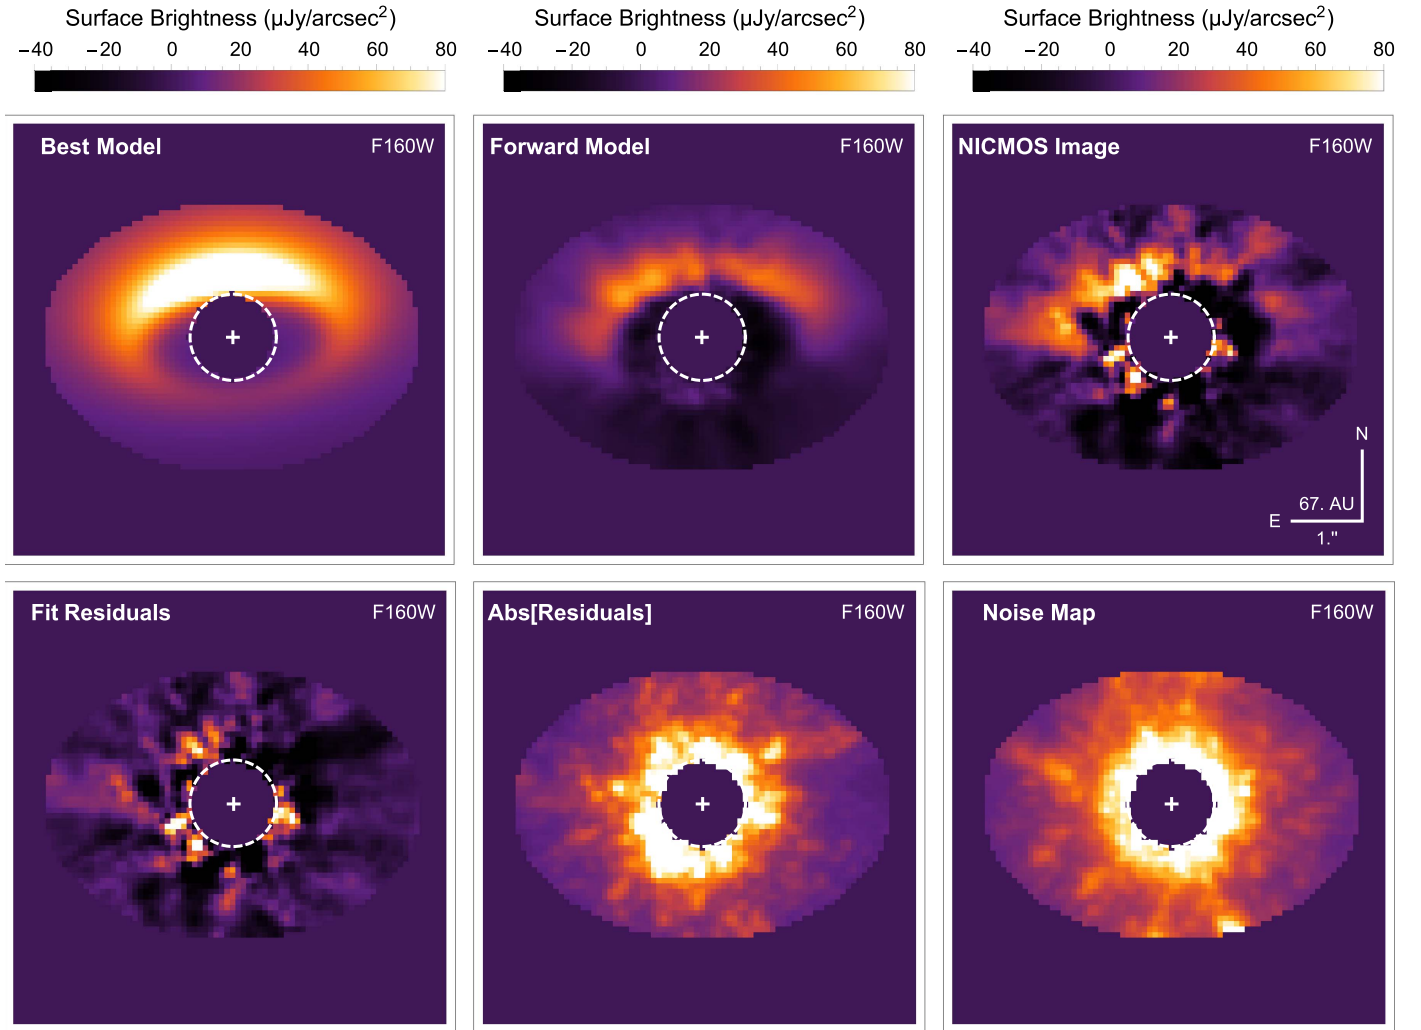 Surface Brightness (μJy/arcsec²) Surface Brightness (μJy/arcsec²) Surface Brightness (μJy/arcsec²)
−40 −20 0 20 40 60 80 −40 −20 0 20 40 60 80 −40 −20 0 20 40 60 80
Best Model F160W Forward Model F160W NICMOS Image F160W
N
67. AU
E
1."
Fit Residuals F160W Abs[Residuals] F160W Noise Map F160W